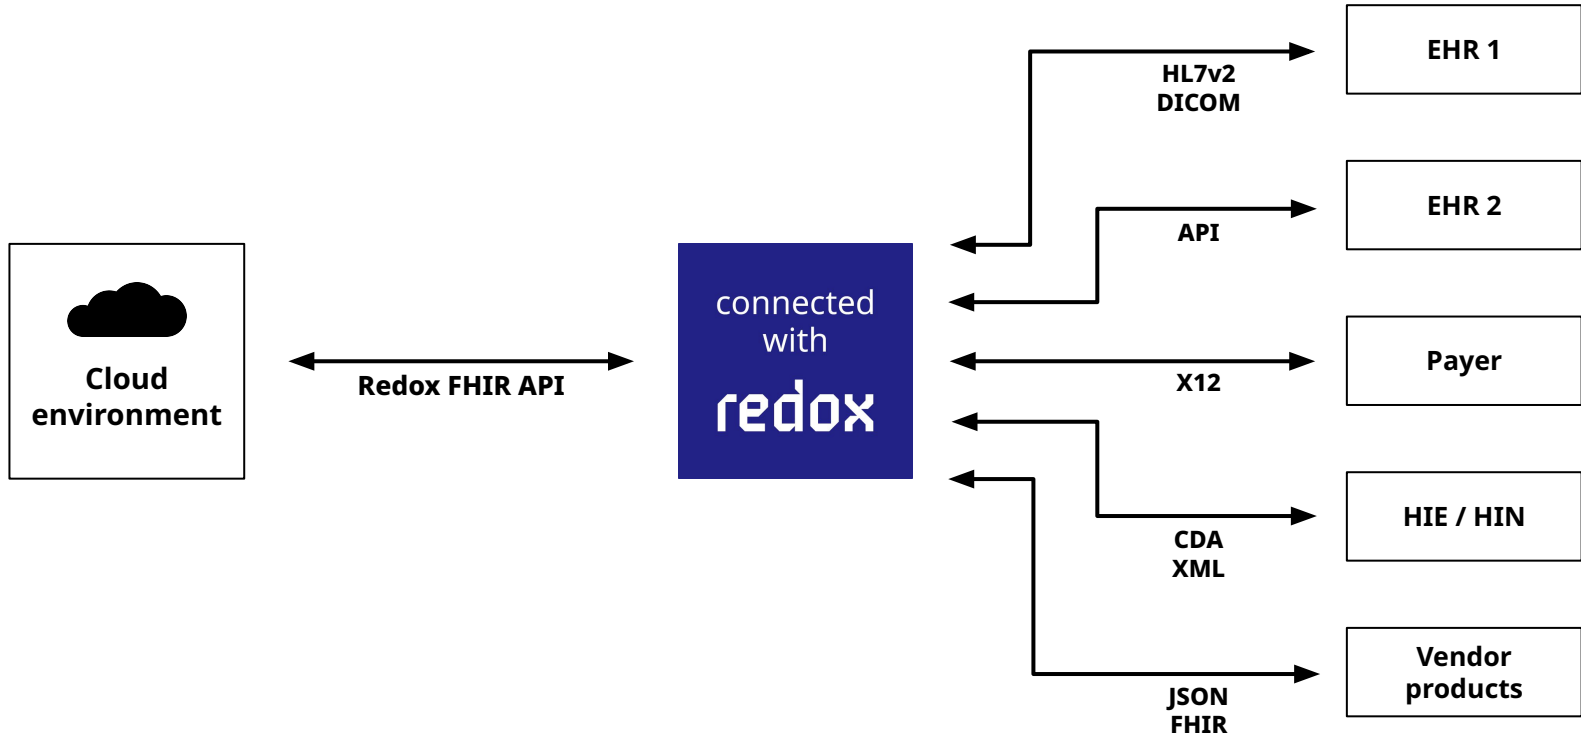 Cloud
environment
Redox FHIR API
connected
with
redox
HL7v2
DICOM
EHR 1
API
EHR 2
X12
Payer
CDA
XML
HIE / HIN
JSON
FHIR
Vendor
products